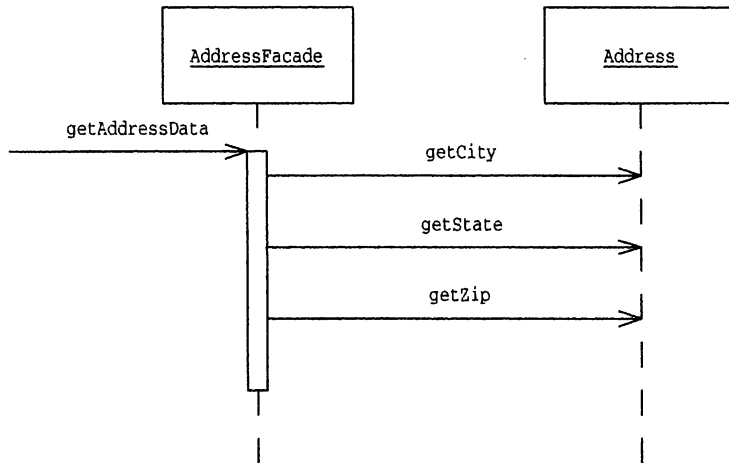 AddressFacade
Address
getAddressData
getCity
getState
getZip